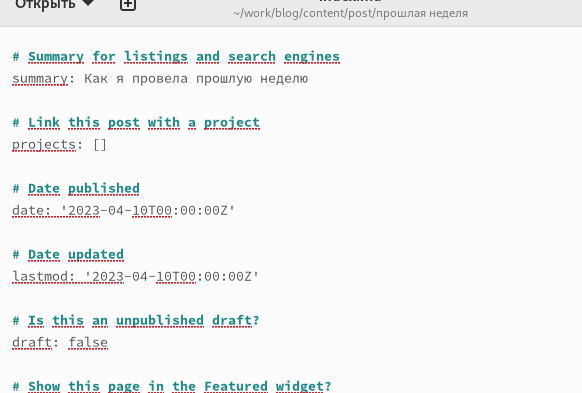 Открыть
~/work/blog/content/post/прошлая неделя
# Summary for listings and search engines
summary: Как я провела прошлую неделю
# Link this post with a project
projects: []
# Date published
date: '2023-04-10T00:00:00Z'
# Date updated
lastmod: '2023-04-10T00:00:00Z'
# Is this an unpublished draft?
draft: false
# Show this page in the Featured widget?